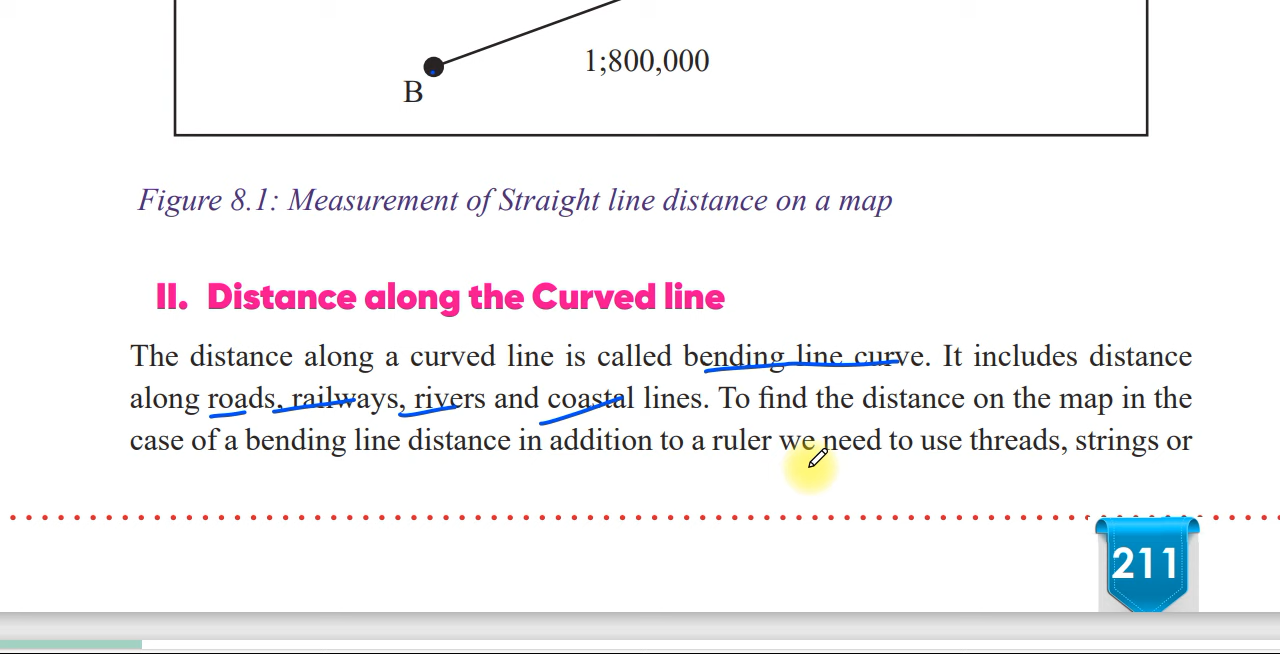 1;800,000
B
Figure 8.1: Measurement of Straight line distance on a map
II. Distance along the Curved line
The distance along a curved line is called bending line curve. It includes distance
along roads, railways, rivers and coastal lines. To find the distance on the map in the
case of a bending line distance in addition to a ruler we need to use threads, strings or
211